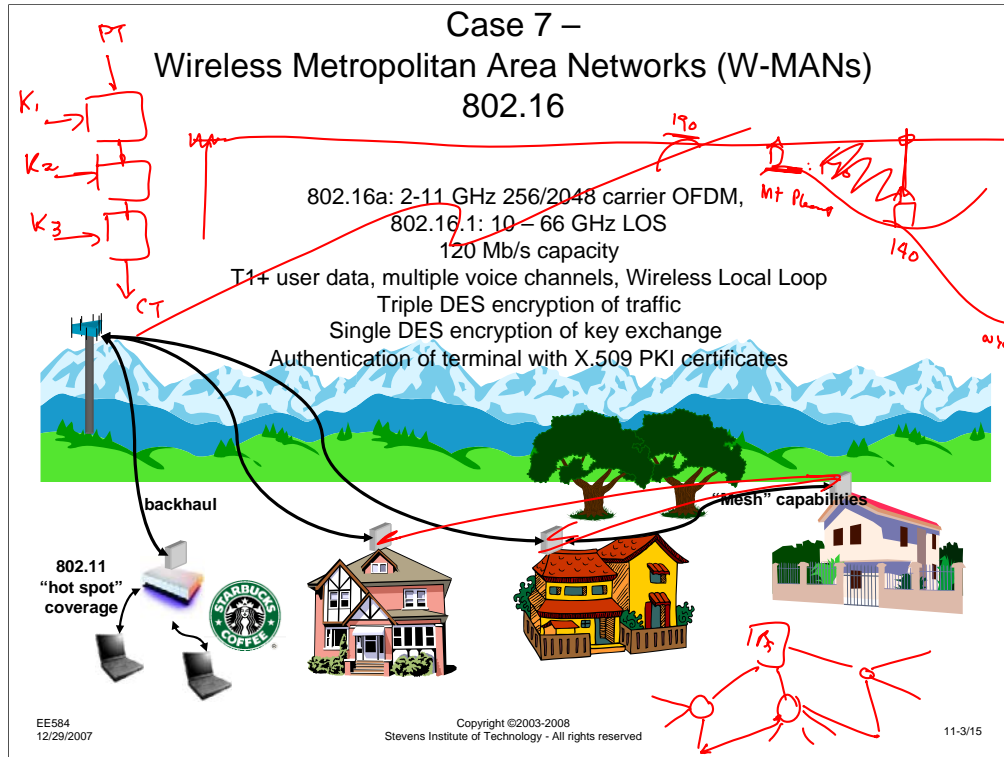 Case 7 –
Wireless Metropolitan Area Networks (W-MANs)
802.16
PT
K1
K2
K3
CT
190
Mt
140
802.16a: 2-11 GHz 256/2048 carrier OFDM,
802.16.1: 10 – 66 GHz LOS
120 Mb/s capacity
T1+ user data, multiple voice channels, Wireless Local Loop
Triple DES encryption of traffic
Single DES encryption of key exchange
Authentication of terminal with X.509 PKI certificates
backhaul
"Mesh" capabilities
802.11
"hot spot"
coverage
STARBUCKS
COFFEE
EE584
12/29/2007
Copyright ©2003-2008
Stevens Institute of Technology - All rights reserved
11-3/15